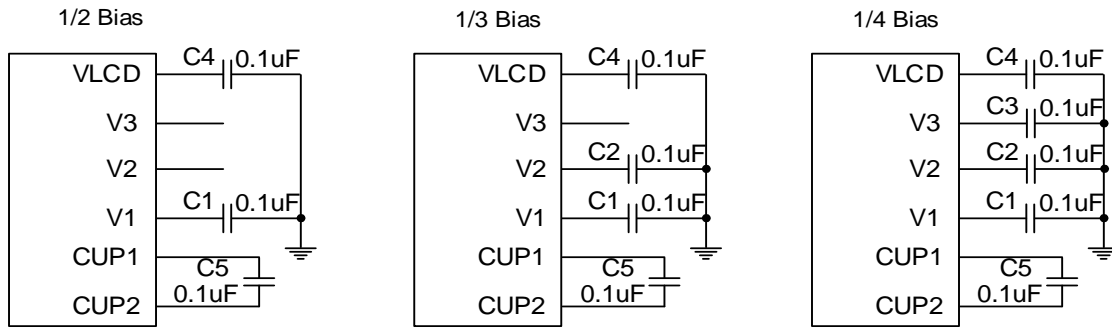 1/2 Bias
VLCD
C4 0.1uF
V3
V2
V1
C1 0.1uF
CUP1
C5
0.1uF
CUP2
1/3 Bias
VLCD
C4 0.1uF
V3
V2
C2 0.1uF
V1
C1 0.1uF
CUP1
C5
0.1uF
CUP2
1/4 Bias
VLCD
C4 0.1uF
V3
C3 0.1uF
V2
C2 0.1uF
V1
C1 0.1uF
CUP1
C5
0.1uF
CUP2